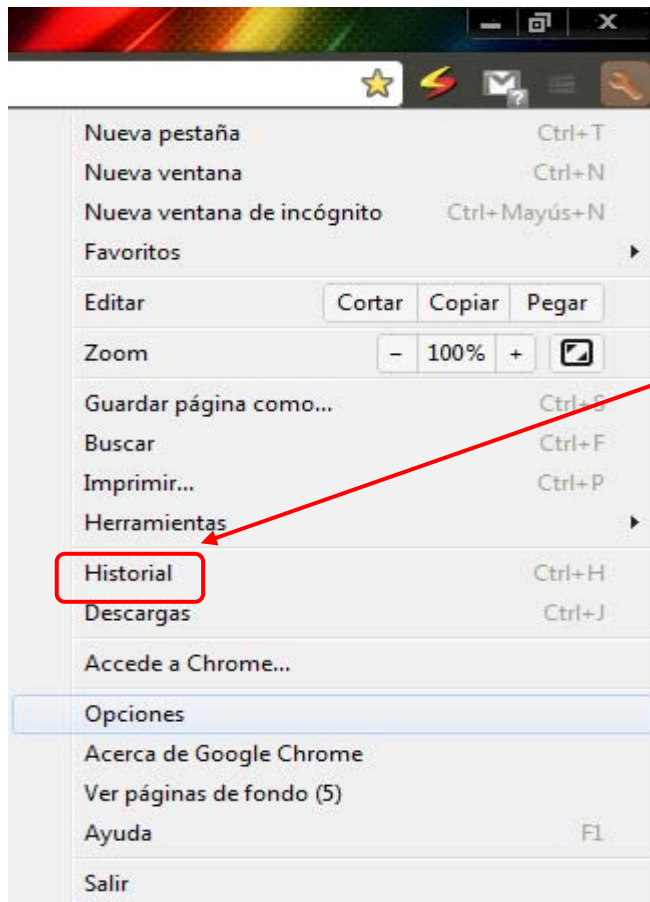 Nueva pestaña Ctrl+T
Nueva ventana Ctrl+N
Nueva ventana de incógnito Ctrl+Mayús+N
Favoritos
Editar Cortar Copiar Pegar
Zoom - 100% +
Guardar página como... Ctrl+S
Buscar Ctrl+F
Imprimir... Ctrl+P
Herramientas
Historial Ctrl+H
Descargas Ctrl+J
Accede a Chrome...
Opciones
Acerca de Google Chrome
Ver páginas de fondo (5)
Ayuda F1
Salir